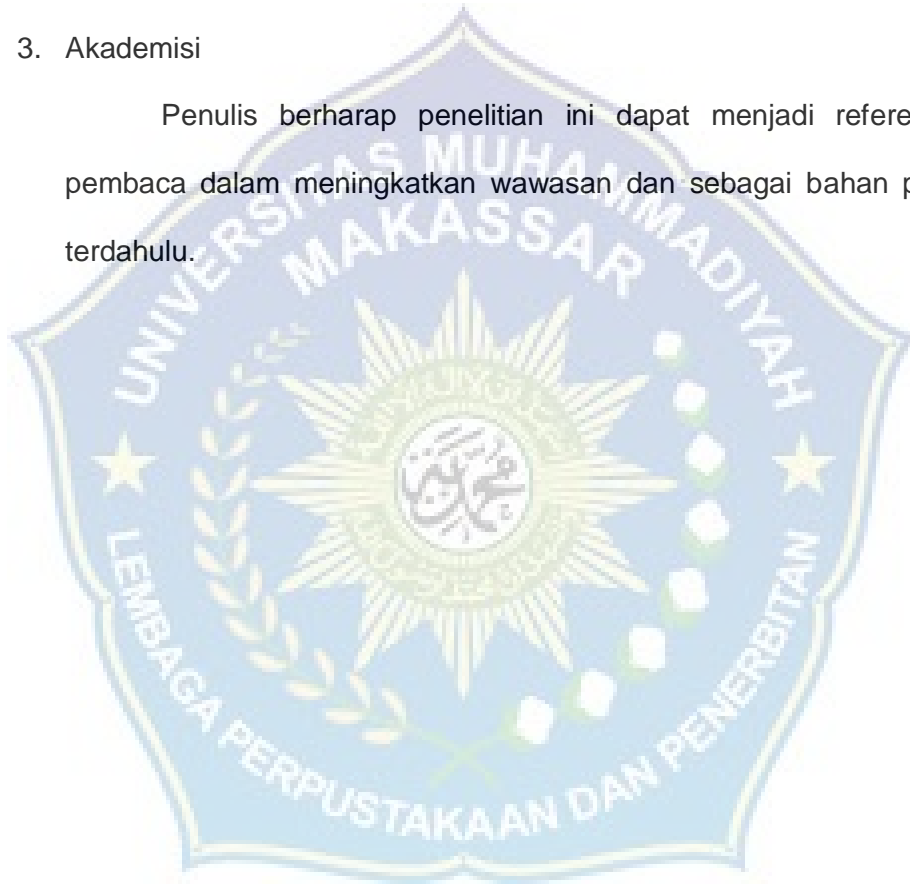 3. Akademisi
Penulis berharap penelitian ini dapat menjadi refere
pembaca dalam meningkatkan wawasan dan sebagai bahan p
terdahulu.
UNIVERSITAS MUHAMMADIYAH
MAKASSAR
LEMBAGA PERPUSTAKAAN DAN PENERBITAN